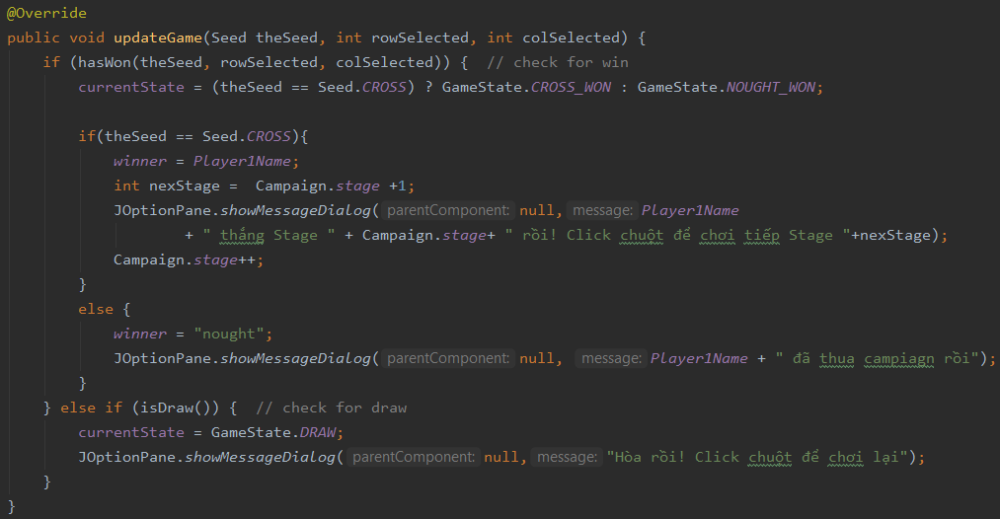 @Override
public void updateGame(Seed theSeed, int rowSelected, int colSelected) {
if (hasWon(theSeed, rowSelected, colSelected)) {  // check for win
currentState = (theSeed == Seed.CROSS) ? GameState.CROSS_WON : GameState.NOUGHT_WON;
if(theSeed == Seed.CROSS){
winner = Player1Name;
int nexStage =  Campaign.stage +1;
JOptionPane.showMessageDialog( parentComponent: null, message: Player1Name
+ " thắng Stage " + Campaign.stage+ " rồi! Click chuột để chơi tiếp Stage "+nexStage);
Campaign.stage++;
}
else {
winner = "nought";
JOptionPane.showMessageDialog( parentComponent: null, message: Player1Name + " đã thua campiagn rồi");
}
} else if (isDraw()) {  // check for draw
currentState = GameState.DRAW;
JOptionPane.showMessageDialog( parentComponent: null, message: "Hòa rồi! Click chuột để chơi lại");
}
}